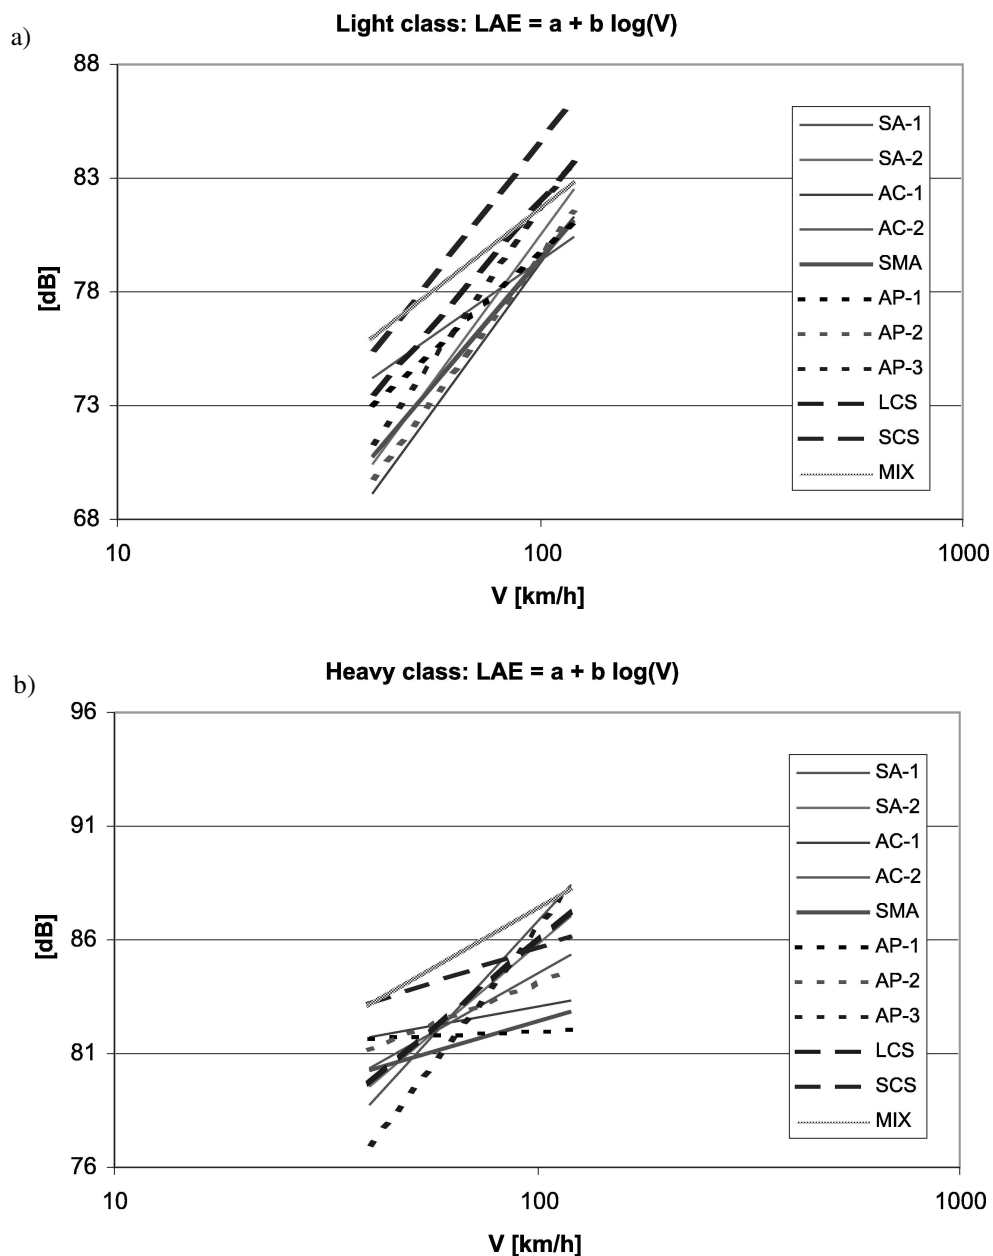 a)
Light class: LAE = a + b log(V)
88
83
78
73
68
[dB]
10
100
1000
V [km/h]
SA-1
SA-2
AC-1
AC-2
SMA
AP-1
AP-2
AP-3
LCS
SCS
MIX
b)
Heavy class: LAE = a + b log(V)
96
91
86
81
76
[dB]
10
100
1000
V [km/h]
SA-1
SA-2
AC-1
AC-2
SMA
AP-1
AP-2
AP-3
LCS
SCS
MIX